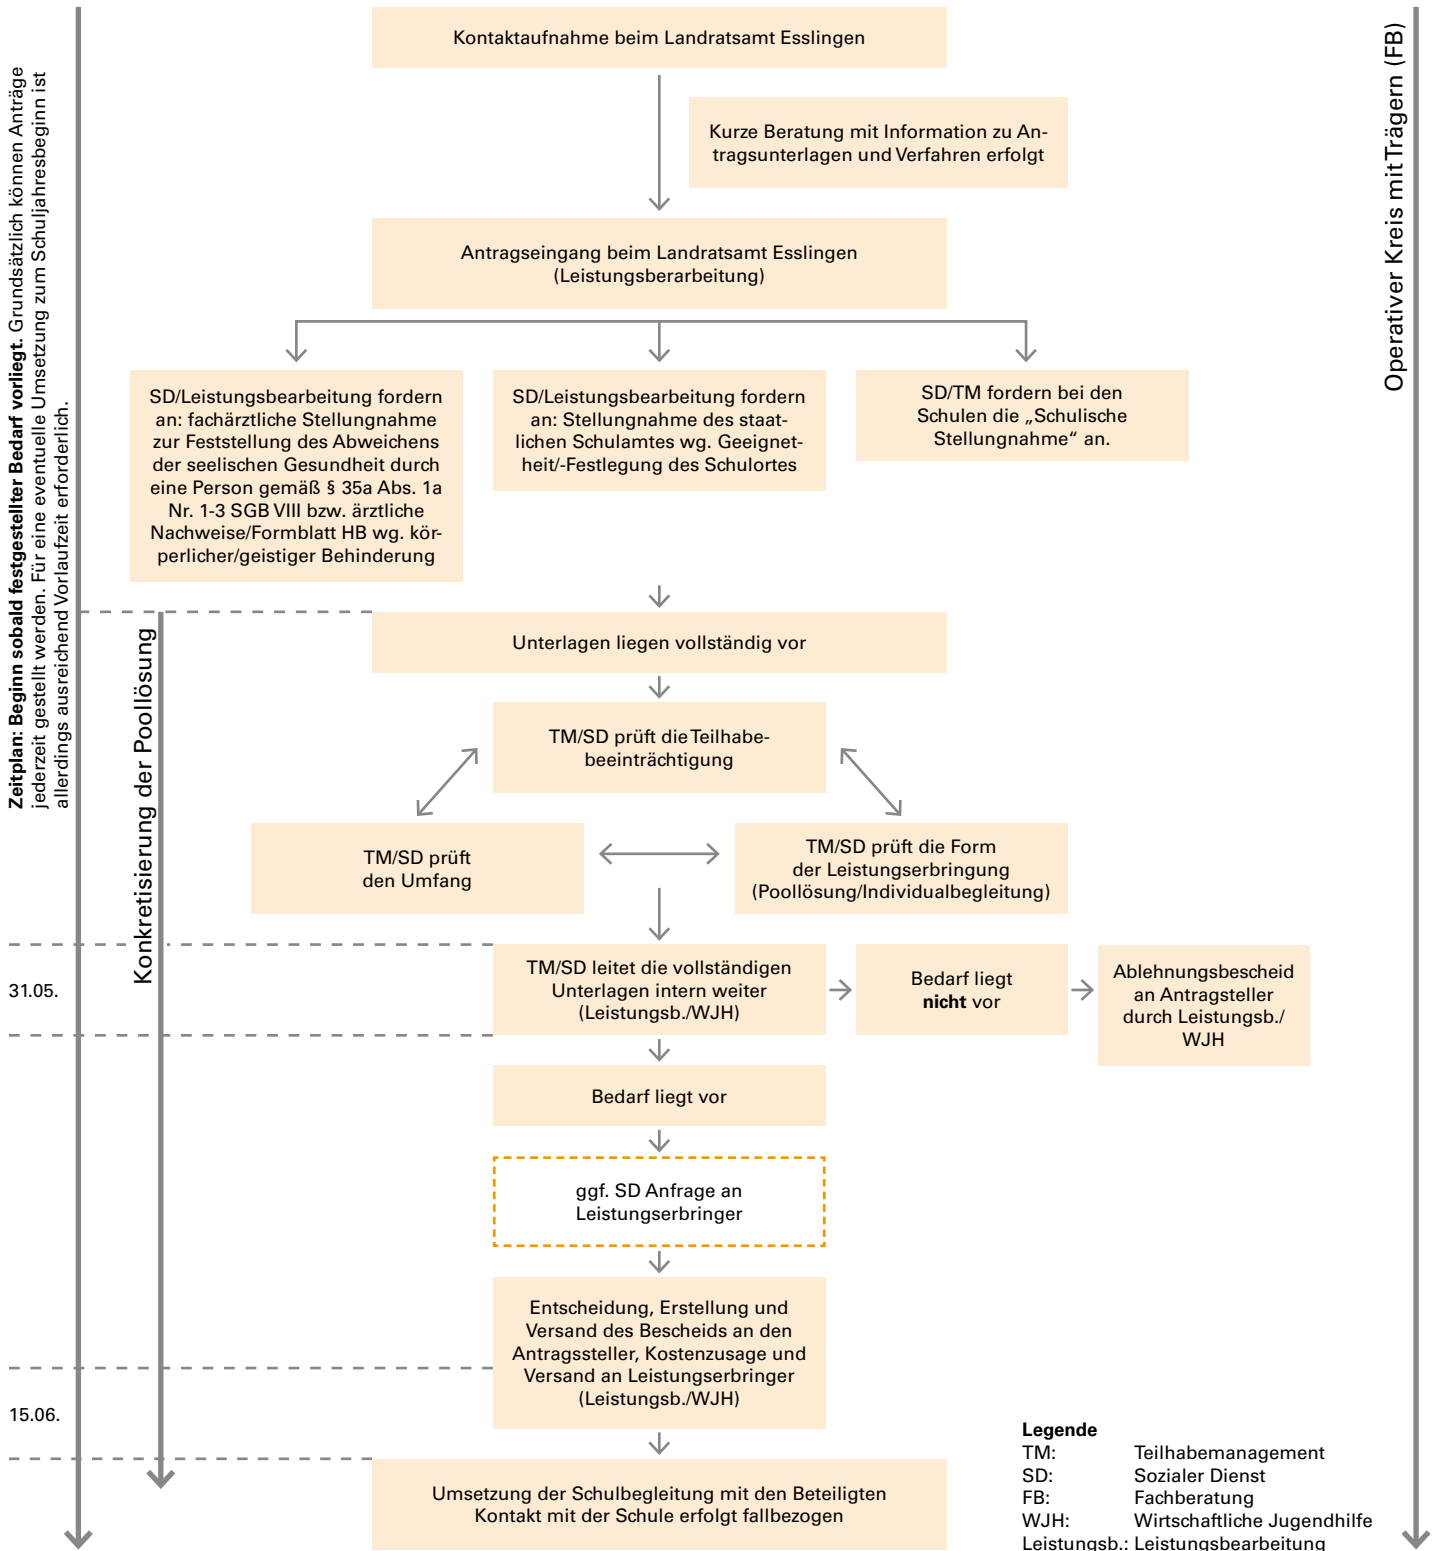 Kontaktaufnahme beim Landratsamt Esslingen
Kurze Beratung mit Information zu An-
tragsunterlagen und Verfahren erfolgt
Antragseingang beim Landratsamt Esslingen
(Leistungsberarbeitung)
SD/Leistungsbearbeitung fordern
an: fachärztliche Stellungnahme
zur Feststellung des Abweichens
der seelischen Gesundheit durch
eine Person gemäß § 35a Abs. 1a
Nr. 1-3 SGB VIII bzw. ärztliche
Nachweise/Formblatt HB wg. kör-
perlicher/geistiger Behinderung
SD/Leistungsbearbeitung fordern
an: Stellungnahme des staat-
lichen Schulamtes wg. Geeignet-
heit/-Festlegung des Schulortes
SD/TM fordern bei den
Schulen die „Schulische
Stellungnahme“ an.
Unterlagen liegen vollständig vor
TM/SD prüft die Teilhabe-
beeinträchtigung
TM/SD prüft
den Umfang
TM/SD prüft die Form
der Leistungserbringung
(Poollösung/Individualbegleitung)
TM/SD leitet die vollständigen
Unterlagen intern weiter
(Leistungsb./WJH)
Bedarf liegt
nicht vor
Ablehnungsbescheid
an Antragsteller
durch Leistungsb./
WJH
Bedarf liegt vor
ggf. SD Anfrage an
Leistungserbringer
Entscheidung, Erstellung und
Versand des Bescheids an den
Antragssteller, Kostenzusage und
Versand an Leistungserbringer
(Leistungsb./WJH)
Umsetzung der Schulbegleitung mit den Beteiligten
Kontakt mit der Schule erfolgt fallbezogen
Zeitplan: Beginn sobald festgestellter Bedarf vorliegt. Grundsätzlich können Anträge
jederzeit gestellt werden. Für eine eventuelle Umsetzung zum Schuljahresbeginn ist
allerdings ausreichend Vorlaufzeit erforderlich.
Konkretisierung der Poollösung
31.05.
15.06.
Operativer Kreis mit Trägern (FB)
Legende
TM: Teilhabemanagement
SD: Sozialer Dienst
FB: Fachberatung
WJH: Wirtschaftliche Jugendhilfe
Leistungsb.: Leistungsbearbeitung